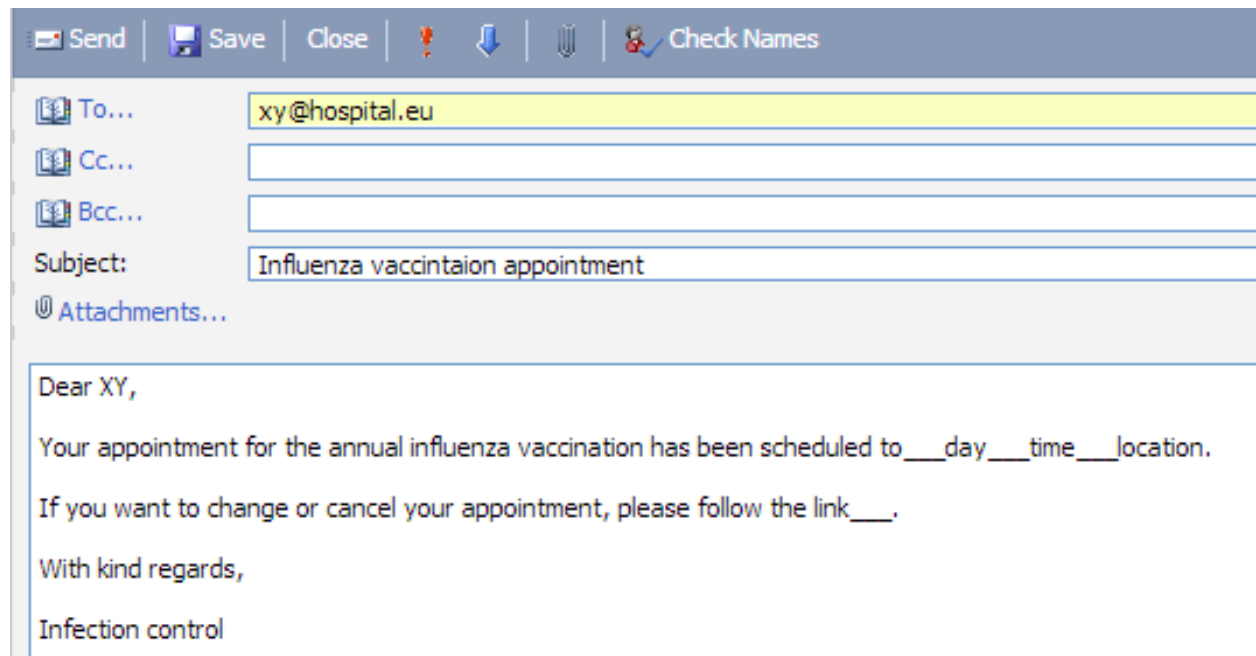 Send Save Close Check Names
To... xy@hospital.eu
Cc...
Bcc...
Subject: Influenza vaccintaion appointment
Attachments...
Dear XY,
Your appointment for the annual influenza vaccination has been scheduled to___day___time___location.
If you want to change or cancel your appointment, please follow the link___.
With kind regards,
Infection control